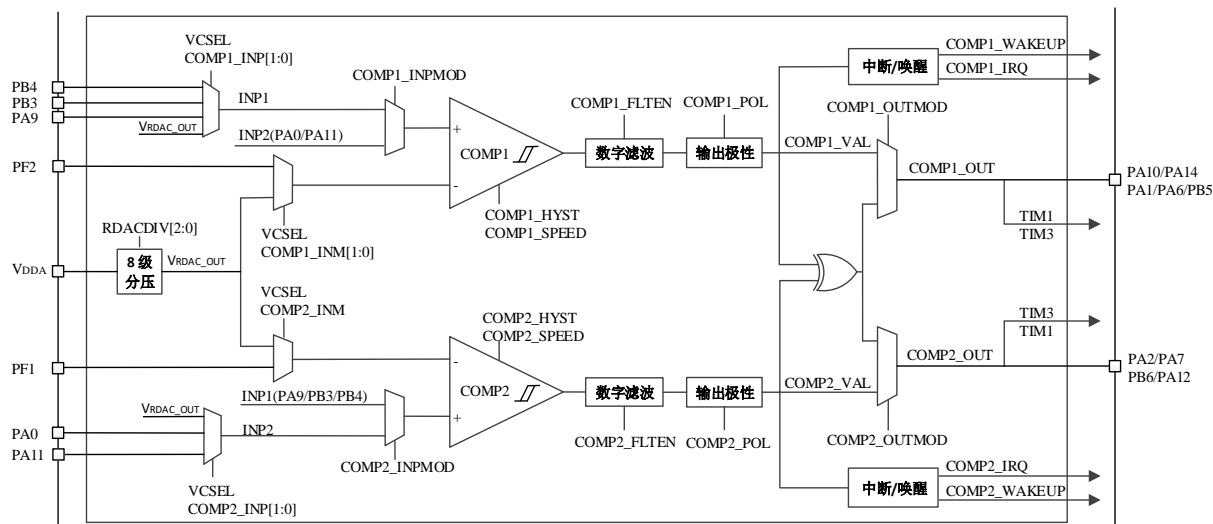 VCSEL
COMP1_INP[1:0]
PB4
PB3
PA9
VRDAC_OUT
INP1
COMP1_INPMOD
INP2(PA0/PA11)
PF2
COMP1
COMP1_HYST
COMP1_SPEED
VCSEL
COMP1_INM[1:0]
COMP1_FLTEN
数字滤波
COMP1_POL
输出极性
COMP1_VAL
COMP1_OUTMOD
中断/唤醒
COMP1_WAKEUP
COMP1_IRQ
COMP1_OUT
PA10/PA14
PA1/PA6/PB5
TIM1
TIM3
RDACDIV[2:0]
VDDA
8 级
分压
VRDAC_OUT
VCSEL
COMP2_INM
PF1
COMP2_HYST
COMP2_SPEED
COMP2
INP1(PA9/PB3/PB4)
VRDAC_OUT
PA0
PA11
INP2
COMP2_INPMOD
VCSEL
COMP2_INP[1:0]
数字滤波
COMP2_FLTEN
输出极性
COMP2_POL
COMP2_VAL
COMP2_OUTMOD
TIM3
TIM1
COMP2_OUT
PA2/PA7
PB6/PA12
中断/唤醒
COMP2_IRQ
COMP2_WAKEUP